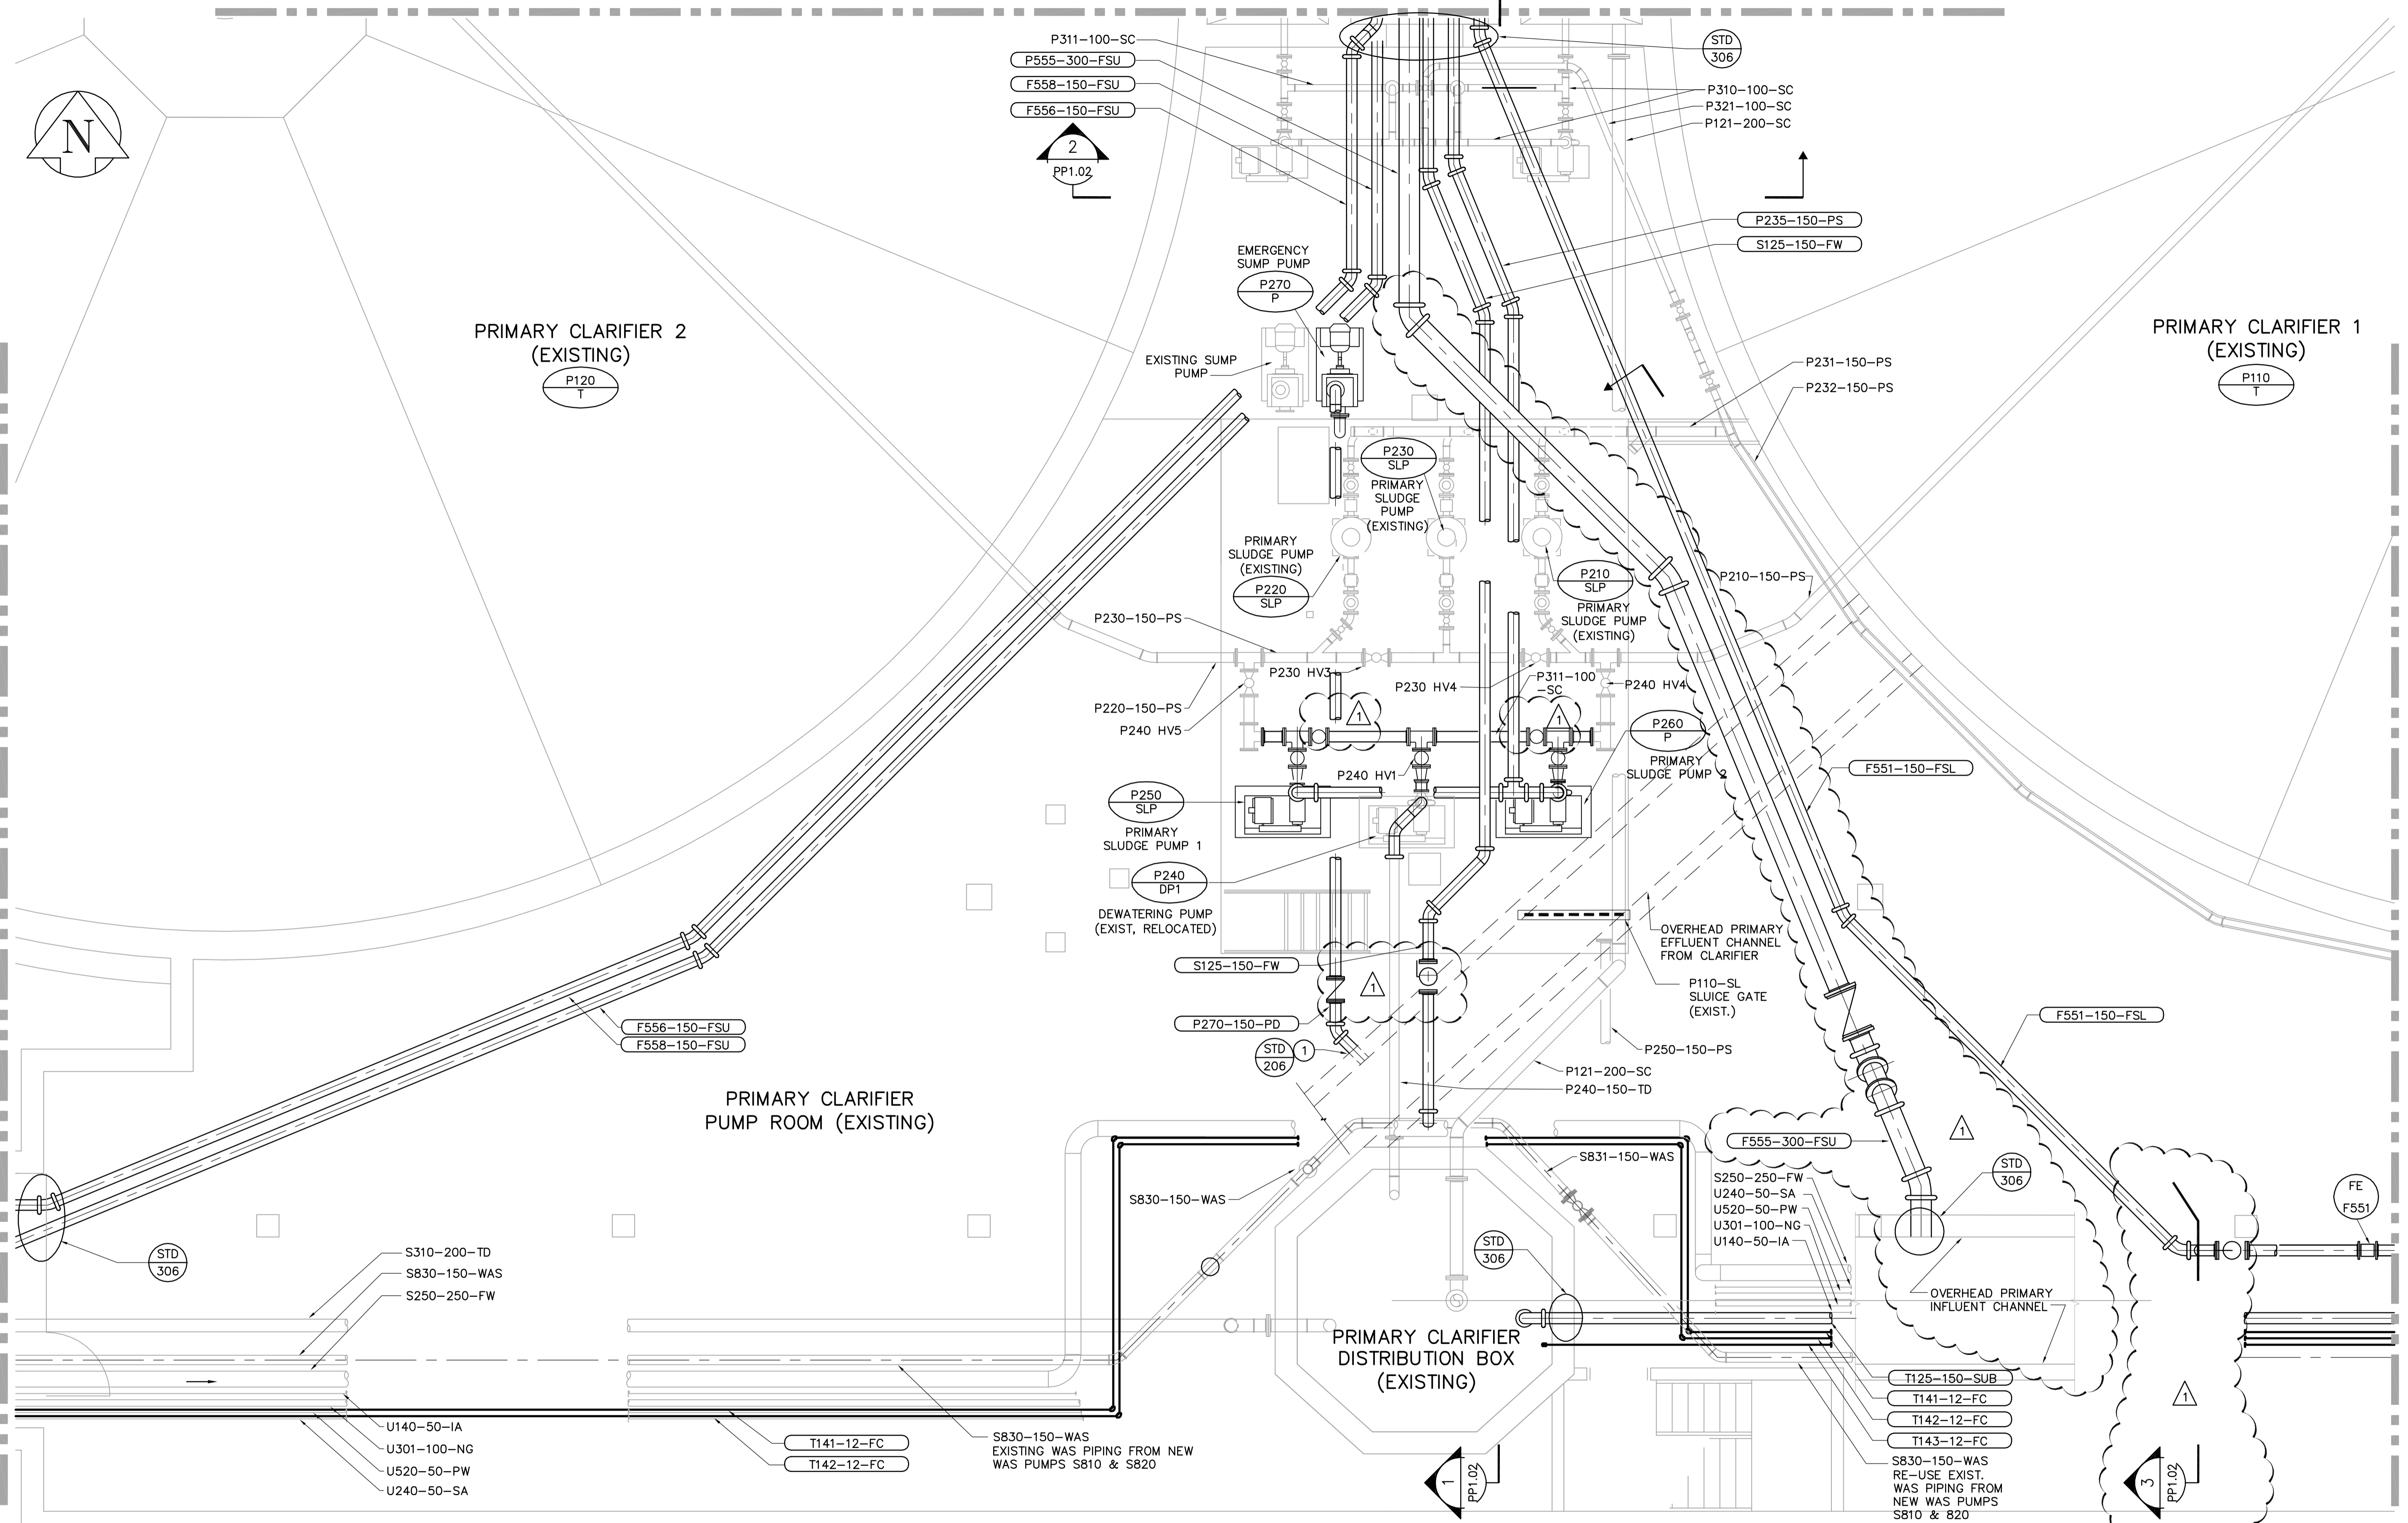 P311-100-SC
P555-300-FSU
F558-150-FSU
F556-150-FSU
N
2
PP1.02
STD
306
P310-100-SC
P321-100-SC
P121-200-SC
P235-150-PS
S125-150-FW
EMERGENCY
SUMP PUMP
P270
P
EXISTING SUMP
PUMP
PRIMARY CLARIFIER 2
(EXISTING)
P120
T
PRIMARY CLARIFIER 1
(EXISTING)
P110
T
P231-150-PS
P232-150-PS
P230
SLP
PRIMARY
SLUDGE
PUMP
(EXISTING)
PRIMARY
SLUDGE PUMP
(EXISTING)
P220
SLP
P210
SLP
PRIMARY
SLUDGE PUMP
(EXISTING)
P210-150-PS
P230-150-PS
P230 HV3
P230 HV4
P311-100
-SC
P240 HV4
P220-150-PS
P240 HV5
1
1
P260
P
PRIMARY
SLUDGE PUMP 2
P240 HV1
F551-150-FSL
P250
SLP
PRIMARY
SLUDGE PUMP 1
P240
DP1
DEWATERING PUMP
(EXIST, RELOCATED)
OVERHEAD PRIMARY
EFFLUENT CHANNEL
FROM CLARIFIER
S125-150-FW
1
P110-SL
SLUICE GATE
(EXIST.)
P270-150-PD
F551-150-FSL
F556-150-FSU
F558-150-FSU
STD
206
1
P250-150-PS
P121-200-SC
P240-150-TD
PRIMARY CLARIFIER
PUMP ROOM (EXISTING)
F555-300-FSU
1
S831-150-WAS
S830-150-WAS
S250-250-FW
U240-50-SA
U520-50-PW
U301-100-NG
U140-50-IA
STD
306
FE
F551
STD
306
S310-200-TD
S830-150-WAS
S250-250-FW
STD
306
OVERHEAD PRIMARY
INFLUENT CHANNEL
PRIMARY CLARIFIER
DISTRIBUTION BOX
(EXISTING)
T125-150-SUB
T141-12-FC
T142-12-FC
T143-12-FC
1
U140-50-IA
U301-100-NG
U520-50-PW
U240-50-SA
T141-12-FC
T142-12-FC
S830-150-WAS
EXISTING WAS PIPING FROM NEW
WAS PUMPS S810 & S820
1
PP1.02
S830-150-WAS
RE-USE EXIST.
WAS PIPING FROM
NEW WAS PUMPS
S810 & 820
3
PP1.02